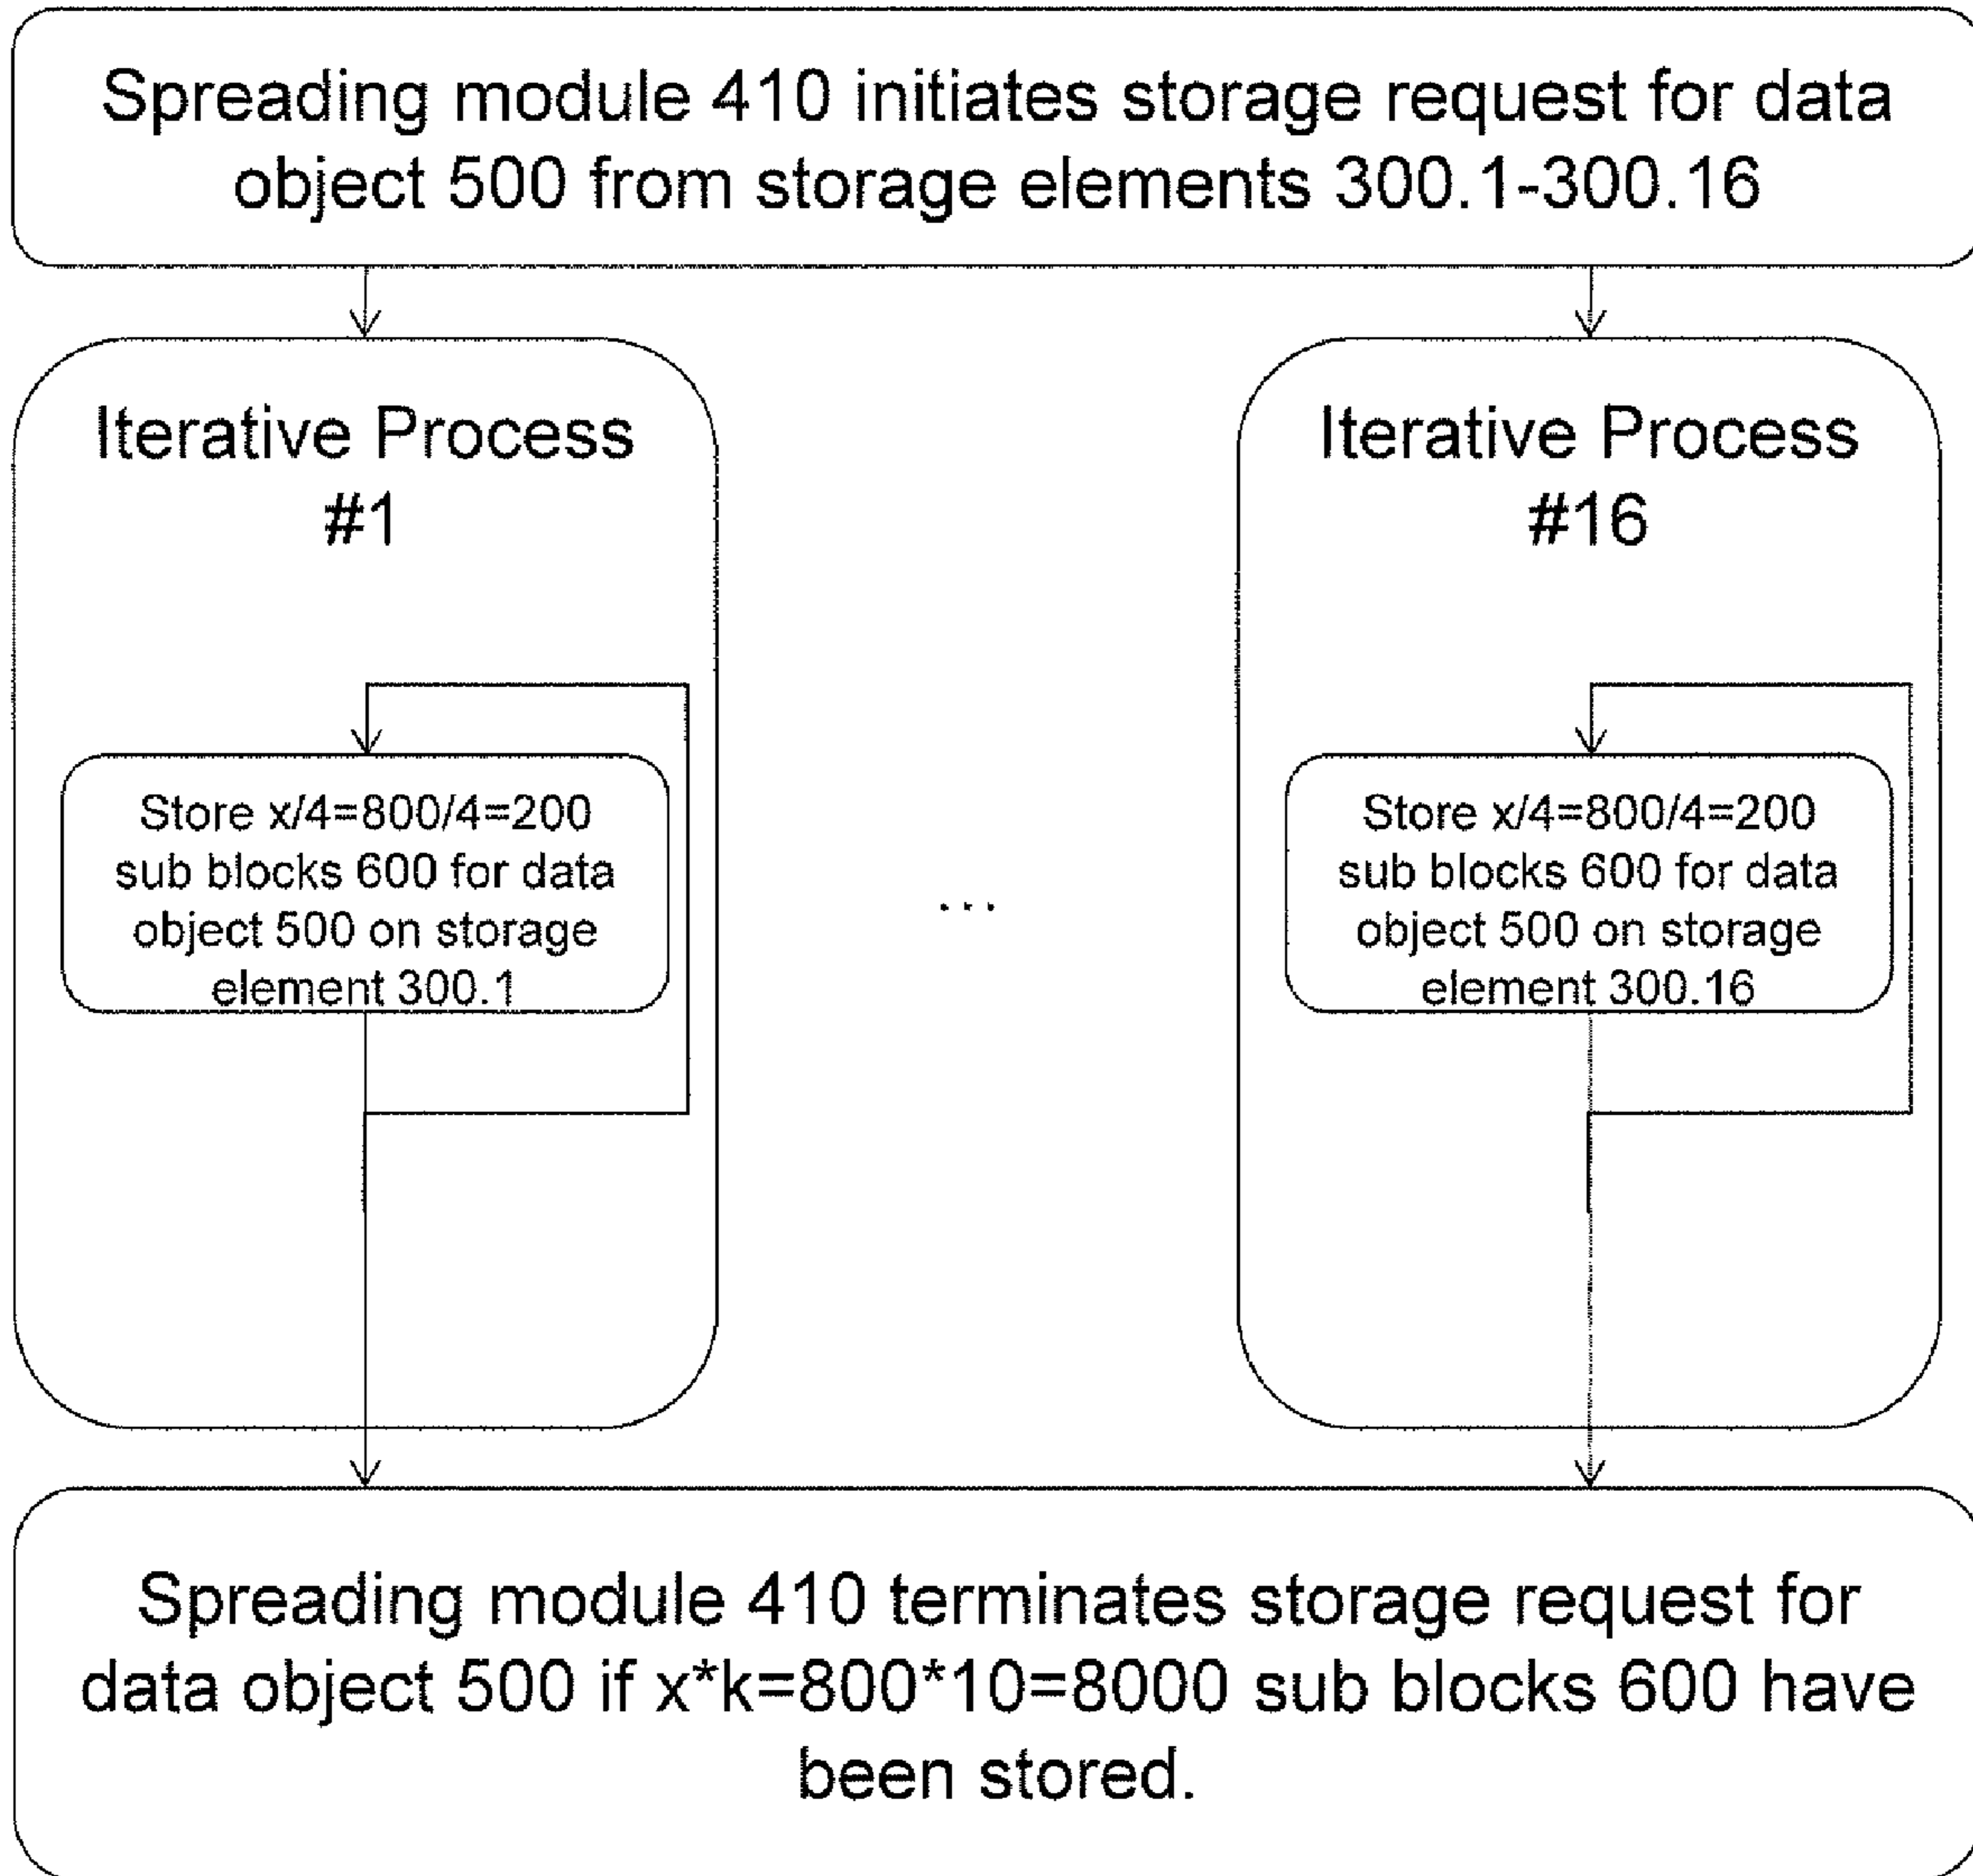 Spreading module 410 initiates storage request for data
object 500 from storage elements 300.1-300.16
Iterative Process
#1
Store x/4=800/4=200
sub blocks 600 for data
object 500 on storage
element 300.1
...
Iterative Process
#16
Store x/4=800/4=200
sub blocks 600 for data
object 500 on storage
element 300.16
Spreading module 410 terminates storage request for
data object 500 if x*k=800*10=8000 sub blocks 600 have
been stored.